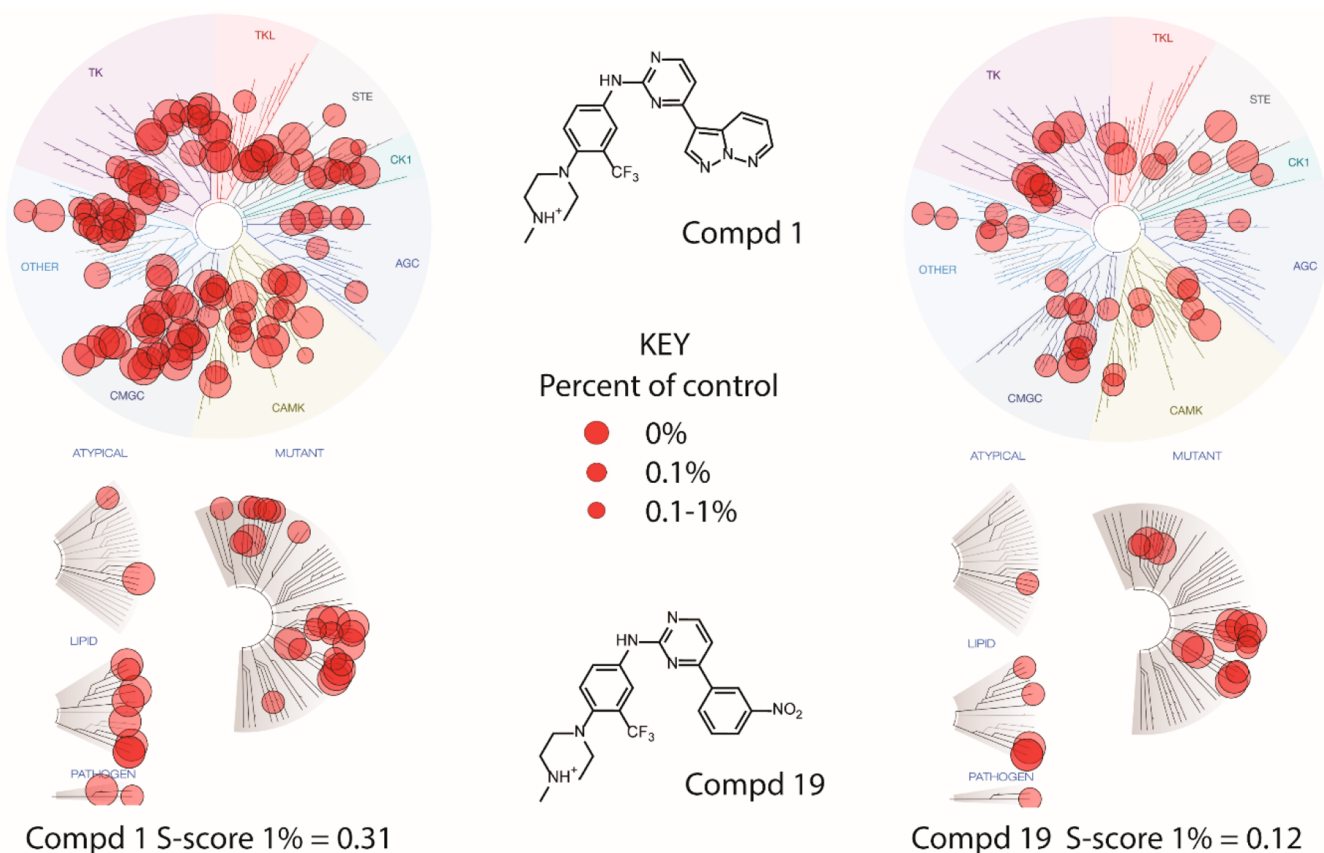 TKL
TK
STE
CK1
OTHER
AGC
CMGC
CAMK
ATYPICAL
MUTANT
LIPID
PATHOGEN
Compd 1 S-score 1% = 0.31
N
HN
N
N
CF3
N
N
N
NH+
Compd 1
KEY
Percent of control
0%
0.1%
0.1-1%
N
HN
N
NO2
N
CF3
NH+
Compd 19
TKL
TK
STE
CK1
OTHER
AGC
CMGC
CAMK
ATYPICAL
MUTANT
LIPID
PATHOGEN
Compd 19 S-score 1% = 0.12